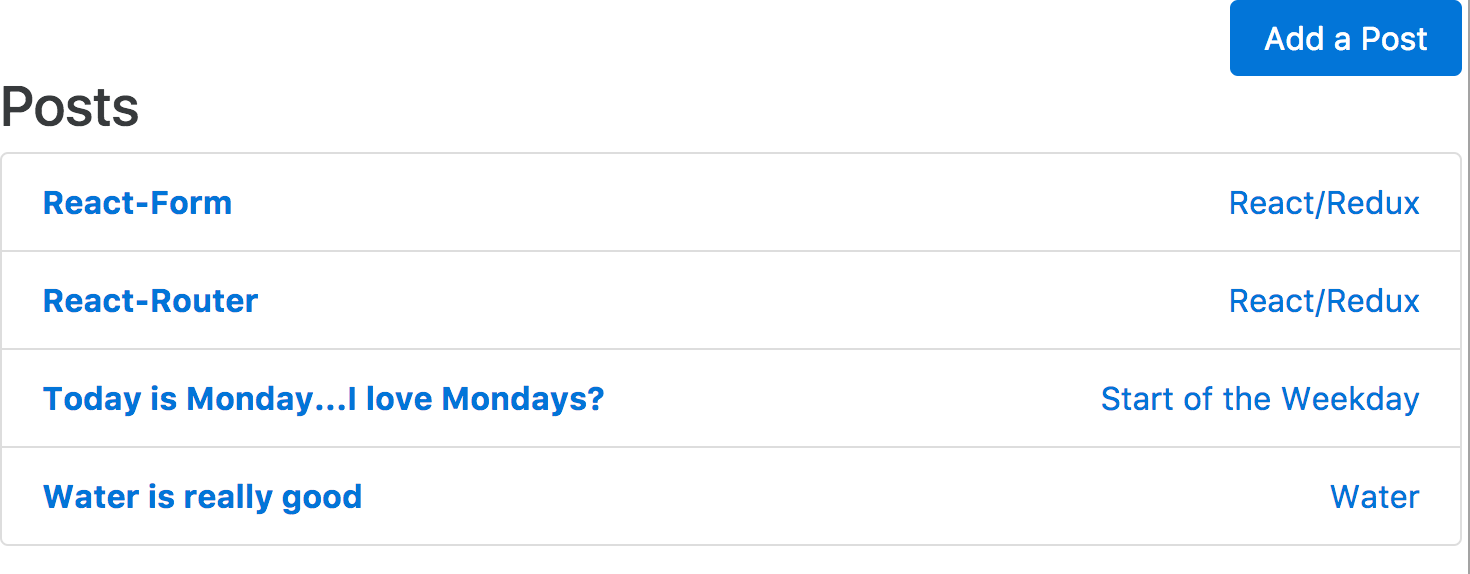 Add a Post
Posts
React-Form React/Redux
React-Router React/Redux
Today is Monday...I love Mondays? Start of the Weekday
Water is really good Water